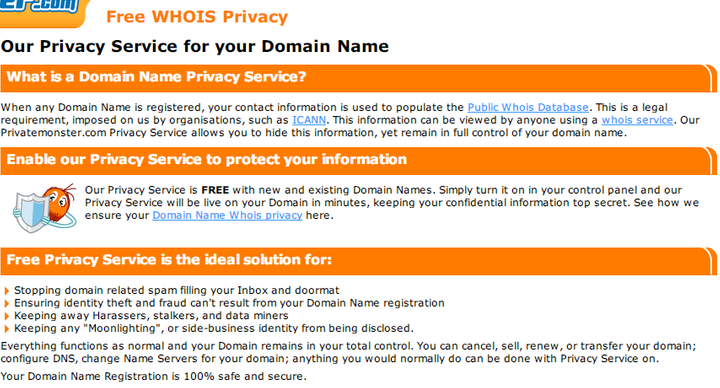 Free WHOIS Privacy
Our Privacy Service for your Domain Name
What is a Domain Name Privacy Service?
When any Domain Name is registered, your contact information is used to populate the Public Whois Database. This is a legal
requirement, imposed on us by organisations, such as ICANN. This information can be viewed by anyone using a whois service. Our
Privatemonster.com Privacy Service allows you to hide this information, yet remain in full control of your domain name.
Enable our Privacy Service to protect your information
Our Privacy Service is FREE with new and existing Domain Names. Simply turn it on in your control panel and our
Privacy Service will be live on your Domain in minutes, keeping your confidential information top secret. See how we
ensure your Domain Name Whois privacy here.
Free Privacy Service is the ideal solution for:
Stopping domain related spam filling your Inbox and doormat
Ensuring identity theft and fraud can't result from your Domain Name registration
Keeping away Harassers, stalkers, and data miners
Keeping any "Moonlighting", or side-business identity from being disclosed.
Everything functions as normal and your Domain remains in your total control. You can cancel, sell, renew, or transfer your domain;
configure DNS, change Name Servers for your domain; anything you would normally do can be done with Privacy Service on.
Your Domain Name Registration is 100% safe and secure.